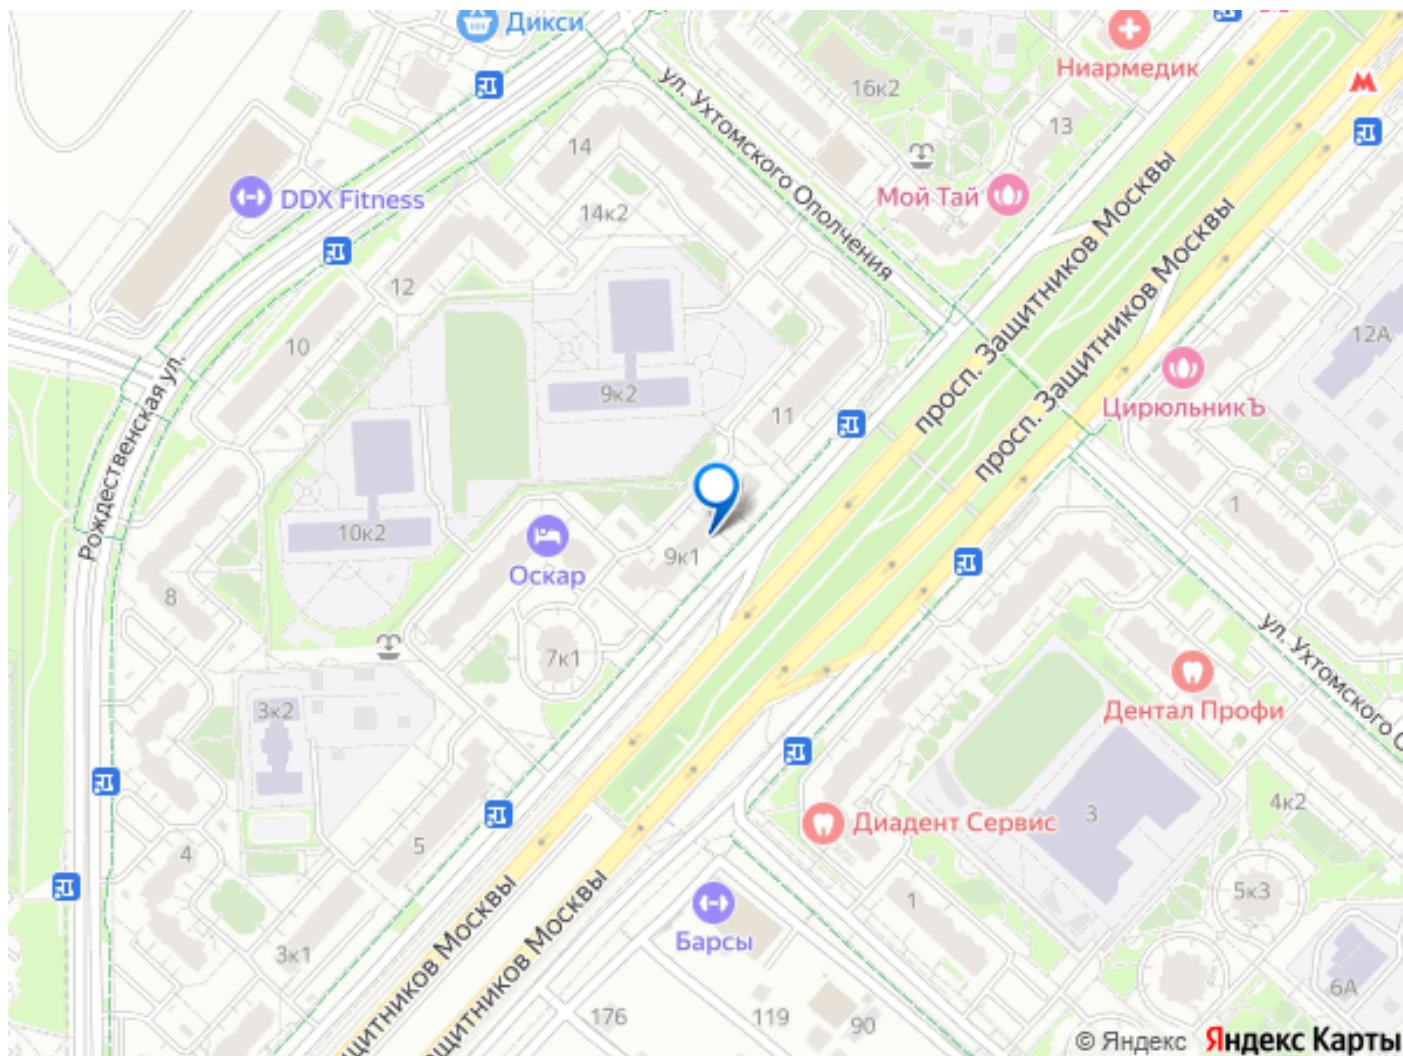 Дикси
Ниармедик
16к2
ул. Ухтомского Ополчения
13
14
DDX Fitness
Мой Тай
14к2
просп. Защитников Москвы
просп. Защитников Москвы
12
10
12А
9к2
ЦирюльникЪ
11
Рождественская ул.
1
10к2
9к1
Оскар
8
7к1
ул. Ухтомского О
Дентал Профи
3к2
4к2
3
Диадент Сервис
5
4
1
5к3
Барсы
3к1
щитников Москвы
щитников Москвы
6А
176
119
90
© Яндекс Яндекс Карты